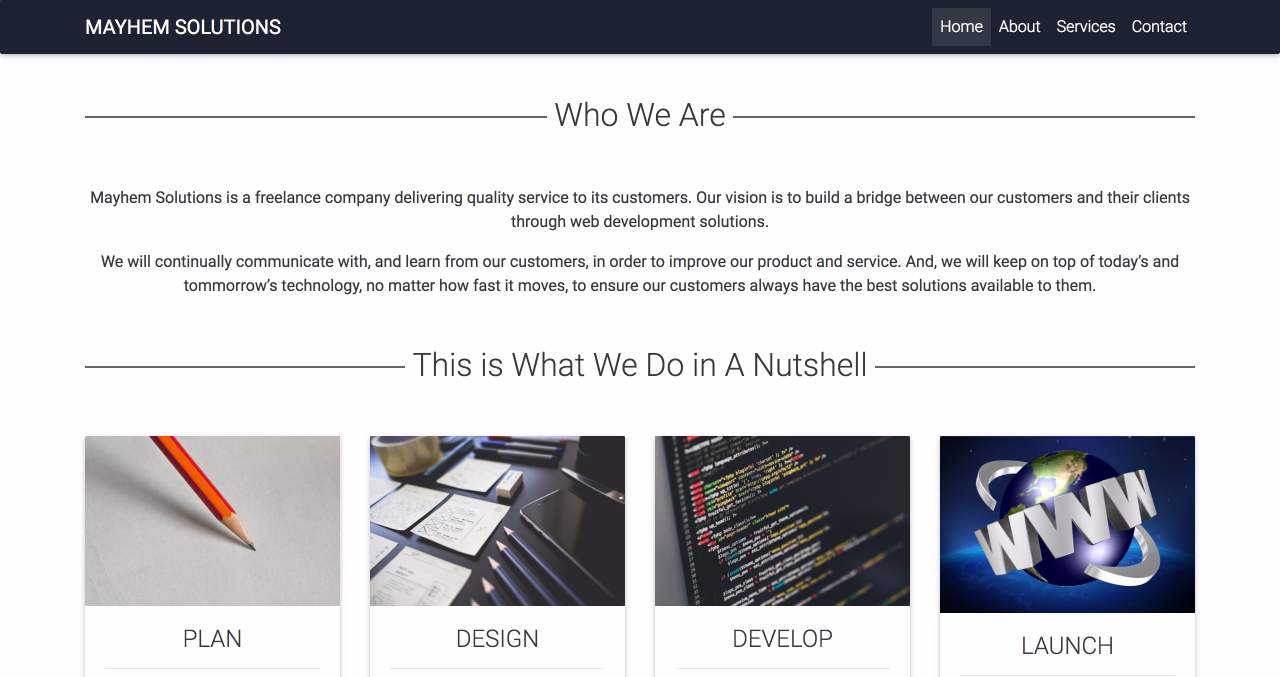 MAYHEM SOLUTIONS
Home About Services Contact
Who We Are
Mayhem Solutions is a freelance company delivering quality service to its customers. Our vision is to build a bridge between our customers and their clients
through web development solutions.
We will continually communicate with, and learn from our customers, in order to improve our product and service. And, we will keep on top of today’s and
tommorrow’s technology, no matter how fast it moves, to ensure our customers always have the best solutions available to them.
This is What We Do in A Nutshell
WWW
PLAN
DESIGN
DEVELOP
LAUNCH